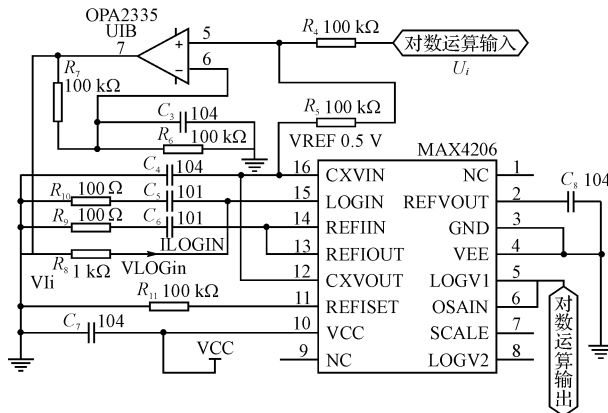 OPA2335
UIB
7
5
6
R4 100 kΩ
对数运算输入
Ui
R7
100 kΩ
C3 104
R5 100 kΩ
R6 100 kΩ
VREF 0.5 V
MAX4206
C4 104
16 CXVIN
NC 1
R10 100 Ω
C5 101
15 LOGIN
REFVOUT 2
C8 104
R9 100 Ω
C6 101
14 REFIIN
GND 3
ILOGIN
13 REFIOUT
VEE 4
VIi
R8 1 kΩ
VLOGin
12 CXVOUT
LOGV1 5
R11 100 kΩ
11 REFISET
OSAIN 6
C7 104
10 VCC
SCALE 7
VCC
9 NC
LOGV2 8
对数运算输出